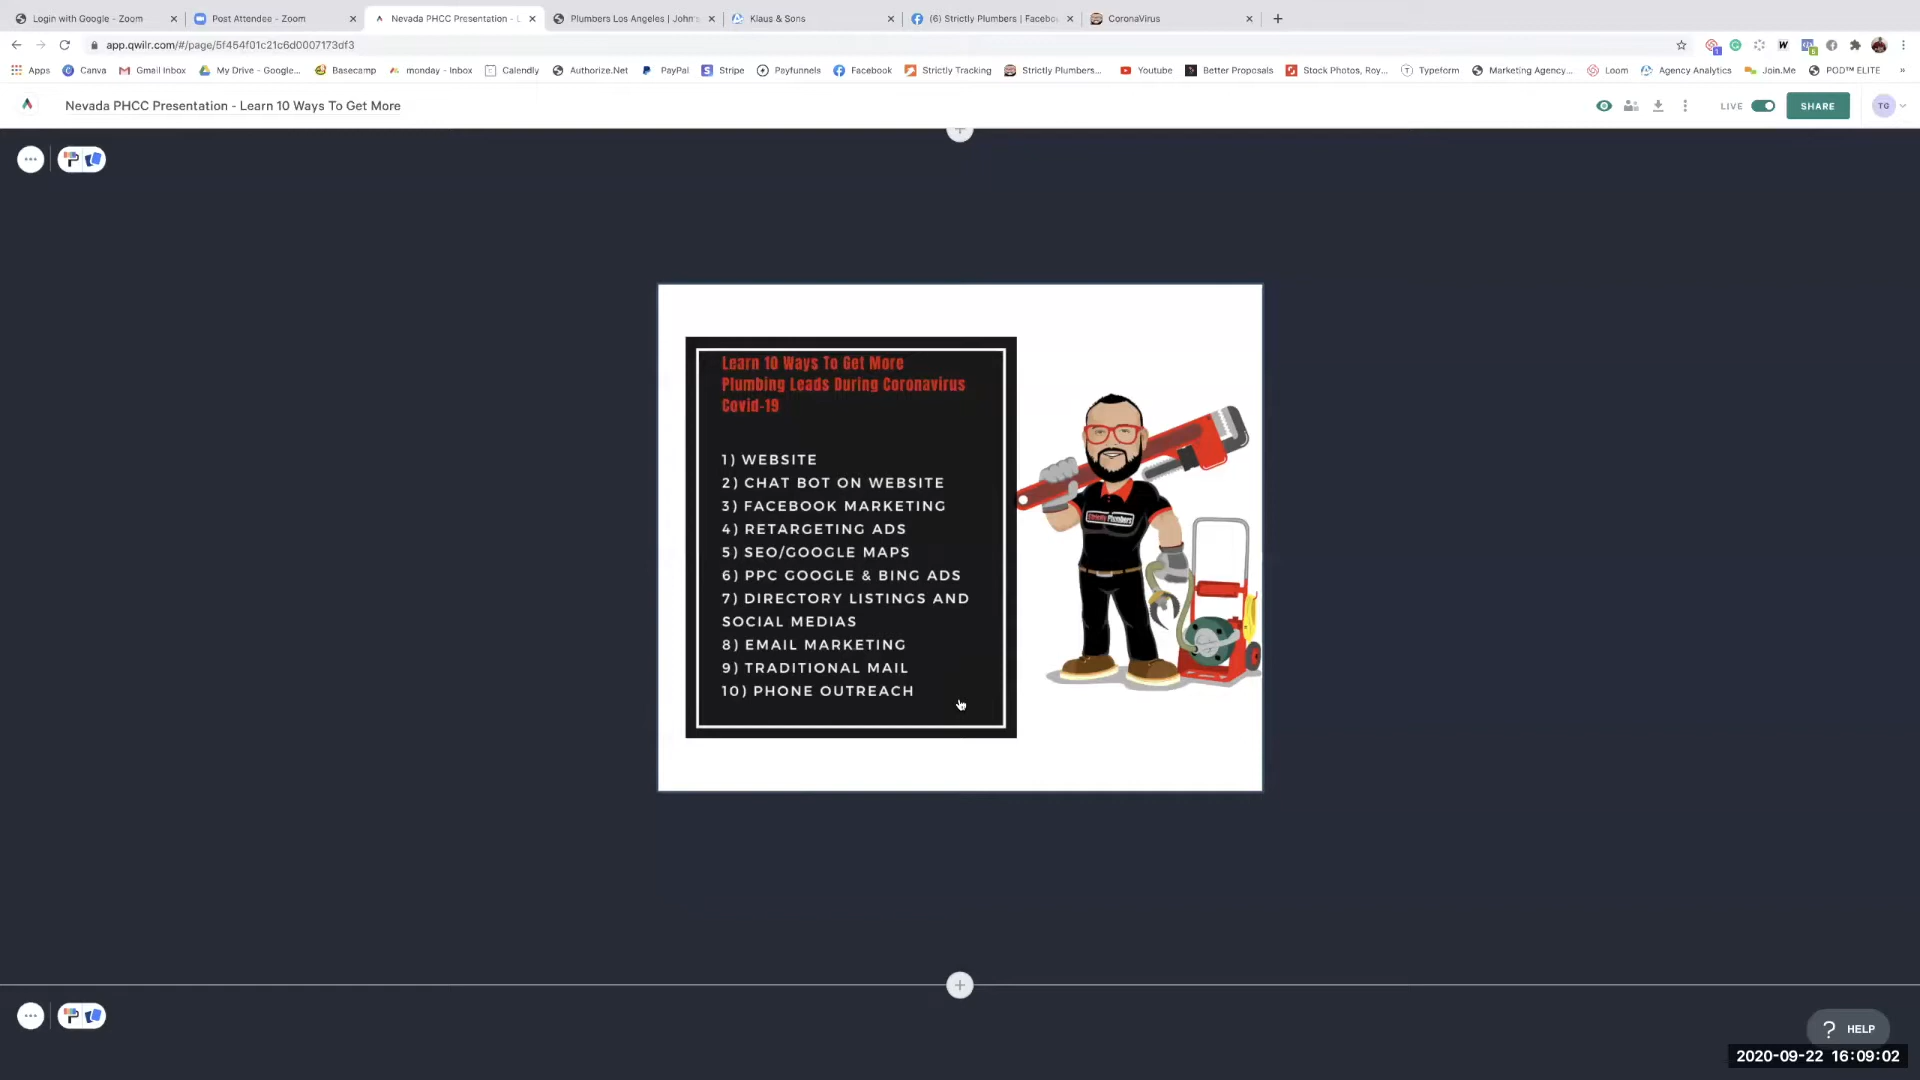 Login with Google - Zoom
Post Attendee - Zoom
Nevada PHCC Presentation - L
Plumbers Los Angeles | John's
Klaus & Sons
(6) Strictly Plumbers | Facebo
CoronaVirus
app.qwilr.com/#/page/5f454f01c21c6d0007173df3
Apps
Canva
Gmail Inbox
My Drive - Google...
Basecamp
monday - Inbox
Calendly
Authorize.Net
PayPal
Stripe
Payfunnels
Facebook
Strictly Tracking
Strictly Plumbers...
Youtube
Better Proposals
Stock Photos, Roy...
Typeform
Marketing Agency...
Loom
Agency Analytics
Join.Me
POD™ ELITE
»
Nevada PHCC Presentation - Learn 10 Ways To Get More
LIVE
SHARE
TG
Learn 10 Ways To Get More
Plumbing Leads During Coronavirus
Covid-19
1) WEBSITE
2) CHAT BOT ON WEBSITE
3) FACEBOOK MARKETING
4) RETARGETING ADS
5) SEO/GOOGLE MAPS
6) PPC GOOGLE & BING ADS
7) DIRECTORY LISTINGS AND
SOCIAL MEDIAS
8) EMAIL MARKETING
9) TRADITIONAL MAIL
10) PHONE OUTREACH
Strictly Plumbers
? HELP
2020-09-22 16:09:02